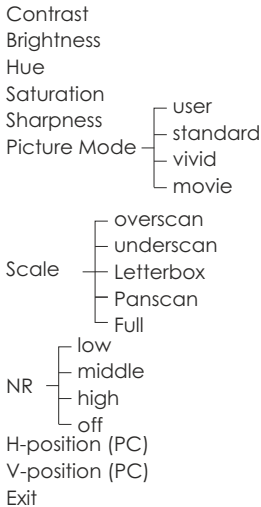 Contrast
Brightness
Hue
Saturation
Sharpness
user
Picture Mode
standard
vivid
movie
overscan
underscan
Scale
Letterbox
Panscan
Full
low
middle
NR
high
off
H-position (PC)
V-position (PC)
Exit